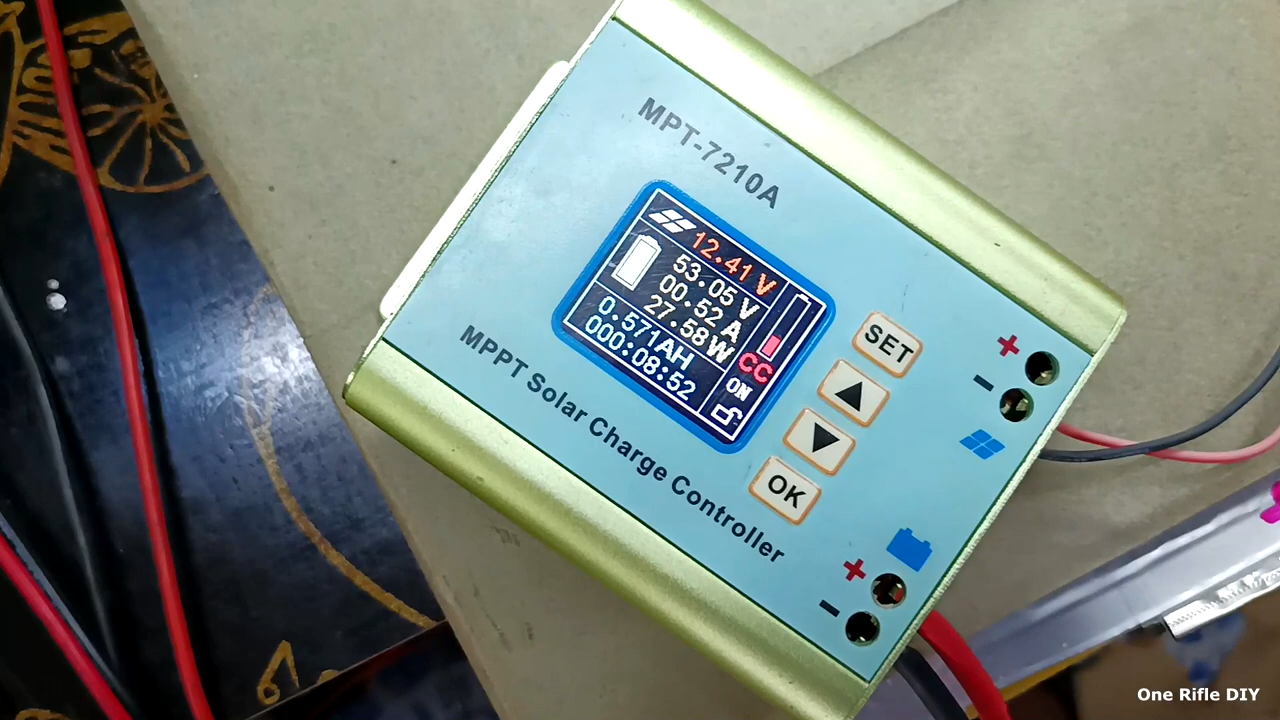 MPT-7210A
12.41 V
53.05 V
00.52 A
27.58W
0.571AH
000:08:52
CC
ON
SET
OK
MPPT Solar Charge Controller
+
-
+
-
One Rifle DIY